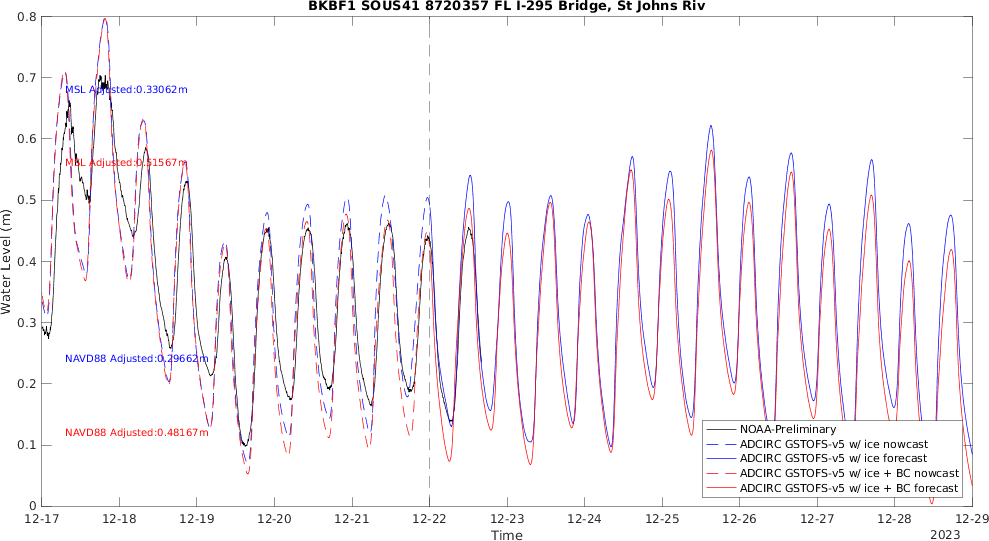 BKBF1 SOUS41 8720357 FL I-295 Bridge, St Johns Riv
0.8
0.7
0.6
0.5
0.4
0.3
0.2
0.1
0
Water Level (m)
MSL Adjusted:0.33062m
MSL Adjusted:0.51567m
NAVD88 Adjusted:0.29662m
NAVD88 Adjusted:0.48167m
NOAA-Preliminary
ADCIRC GSTOFS-v5 w/ ice nowcast
ADCIRC GSTOFS-v5 w/ ice forecast
ADCIRC GSTOFS-v5 w/ ice + BC nowcast
ADCIRC GSTOFS-v5 w/ ice + BC forecast
12-17 12-18 12-19 12-20 12-21 12-22 12-23 12-24 12-25 12-26 12-27 12-28 12-29
Time
2023